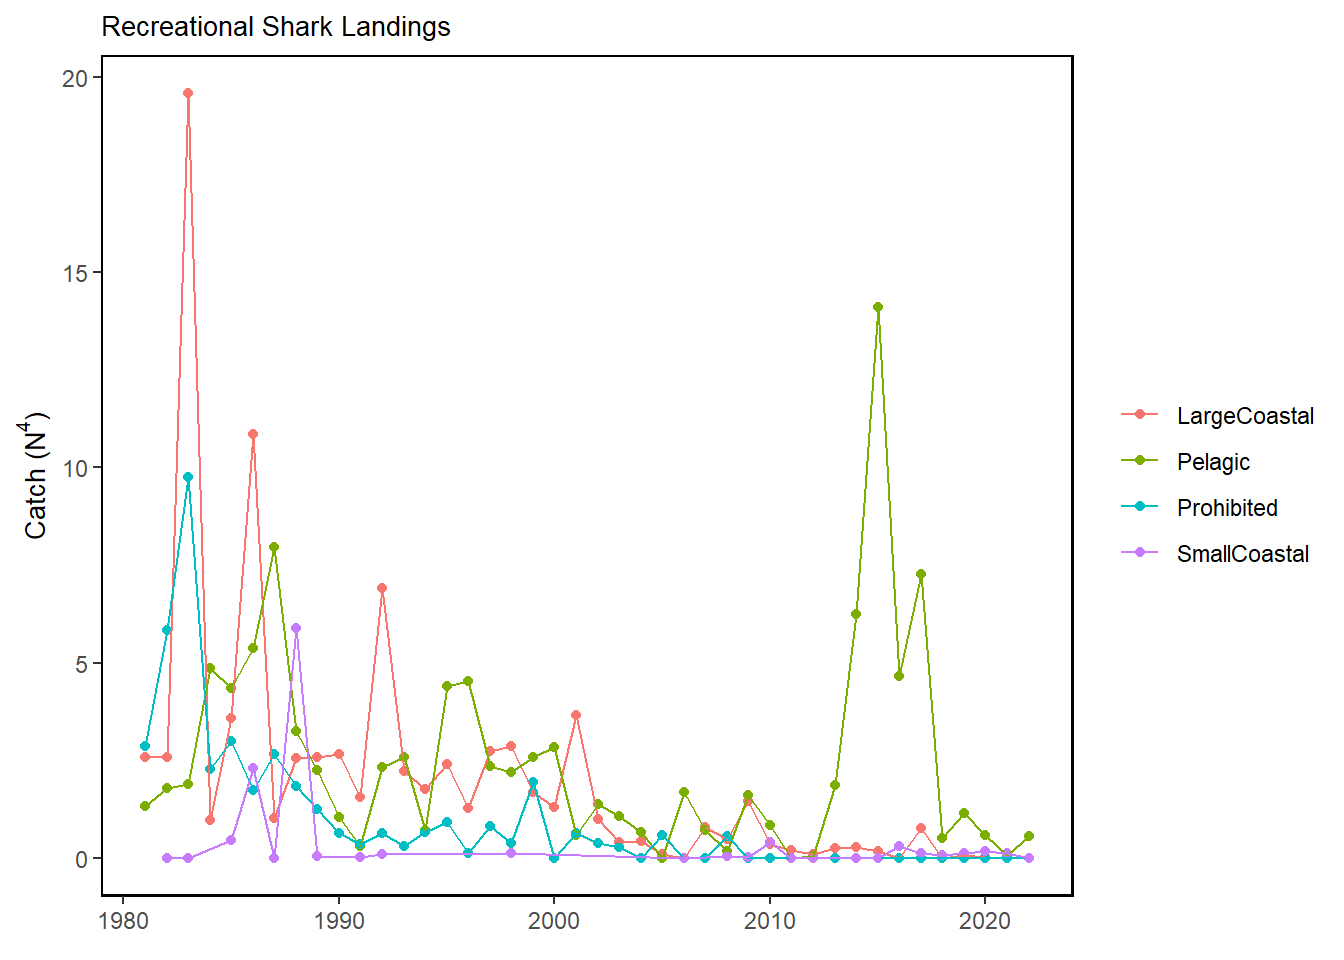 Recreational Shark Landings
Catch (N⁴)
20
15
10
5
0
1980 1990 2000 2010 2020
LargeCoastal
Pelagic
Prohibited
SmallCoastal